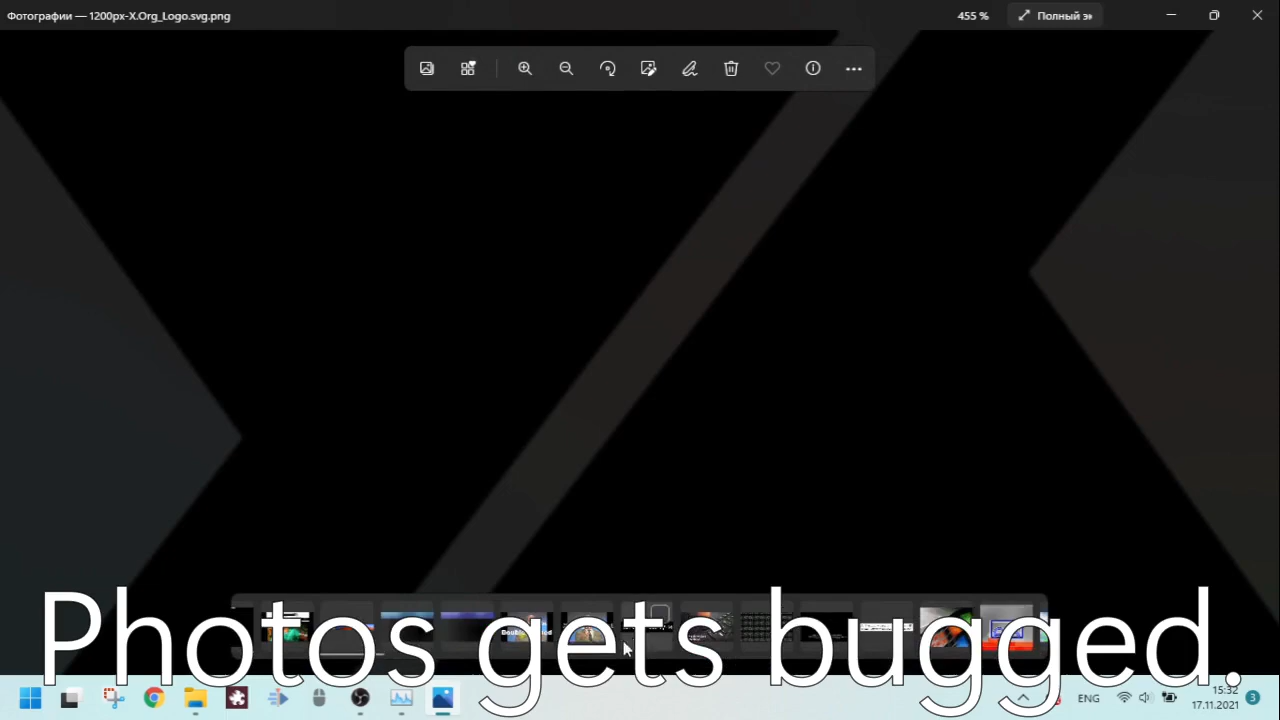 Фотографии — 1200px-X.Org_Logo.svg.png
455 %
Полный э
Photos gets bugged.
ENG
15:32
17.11.2021
3